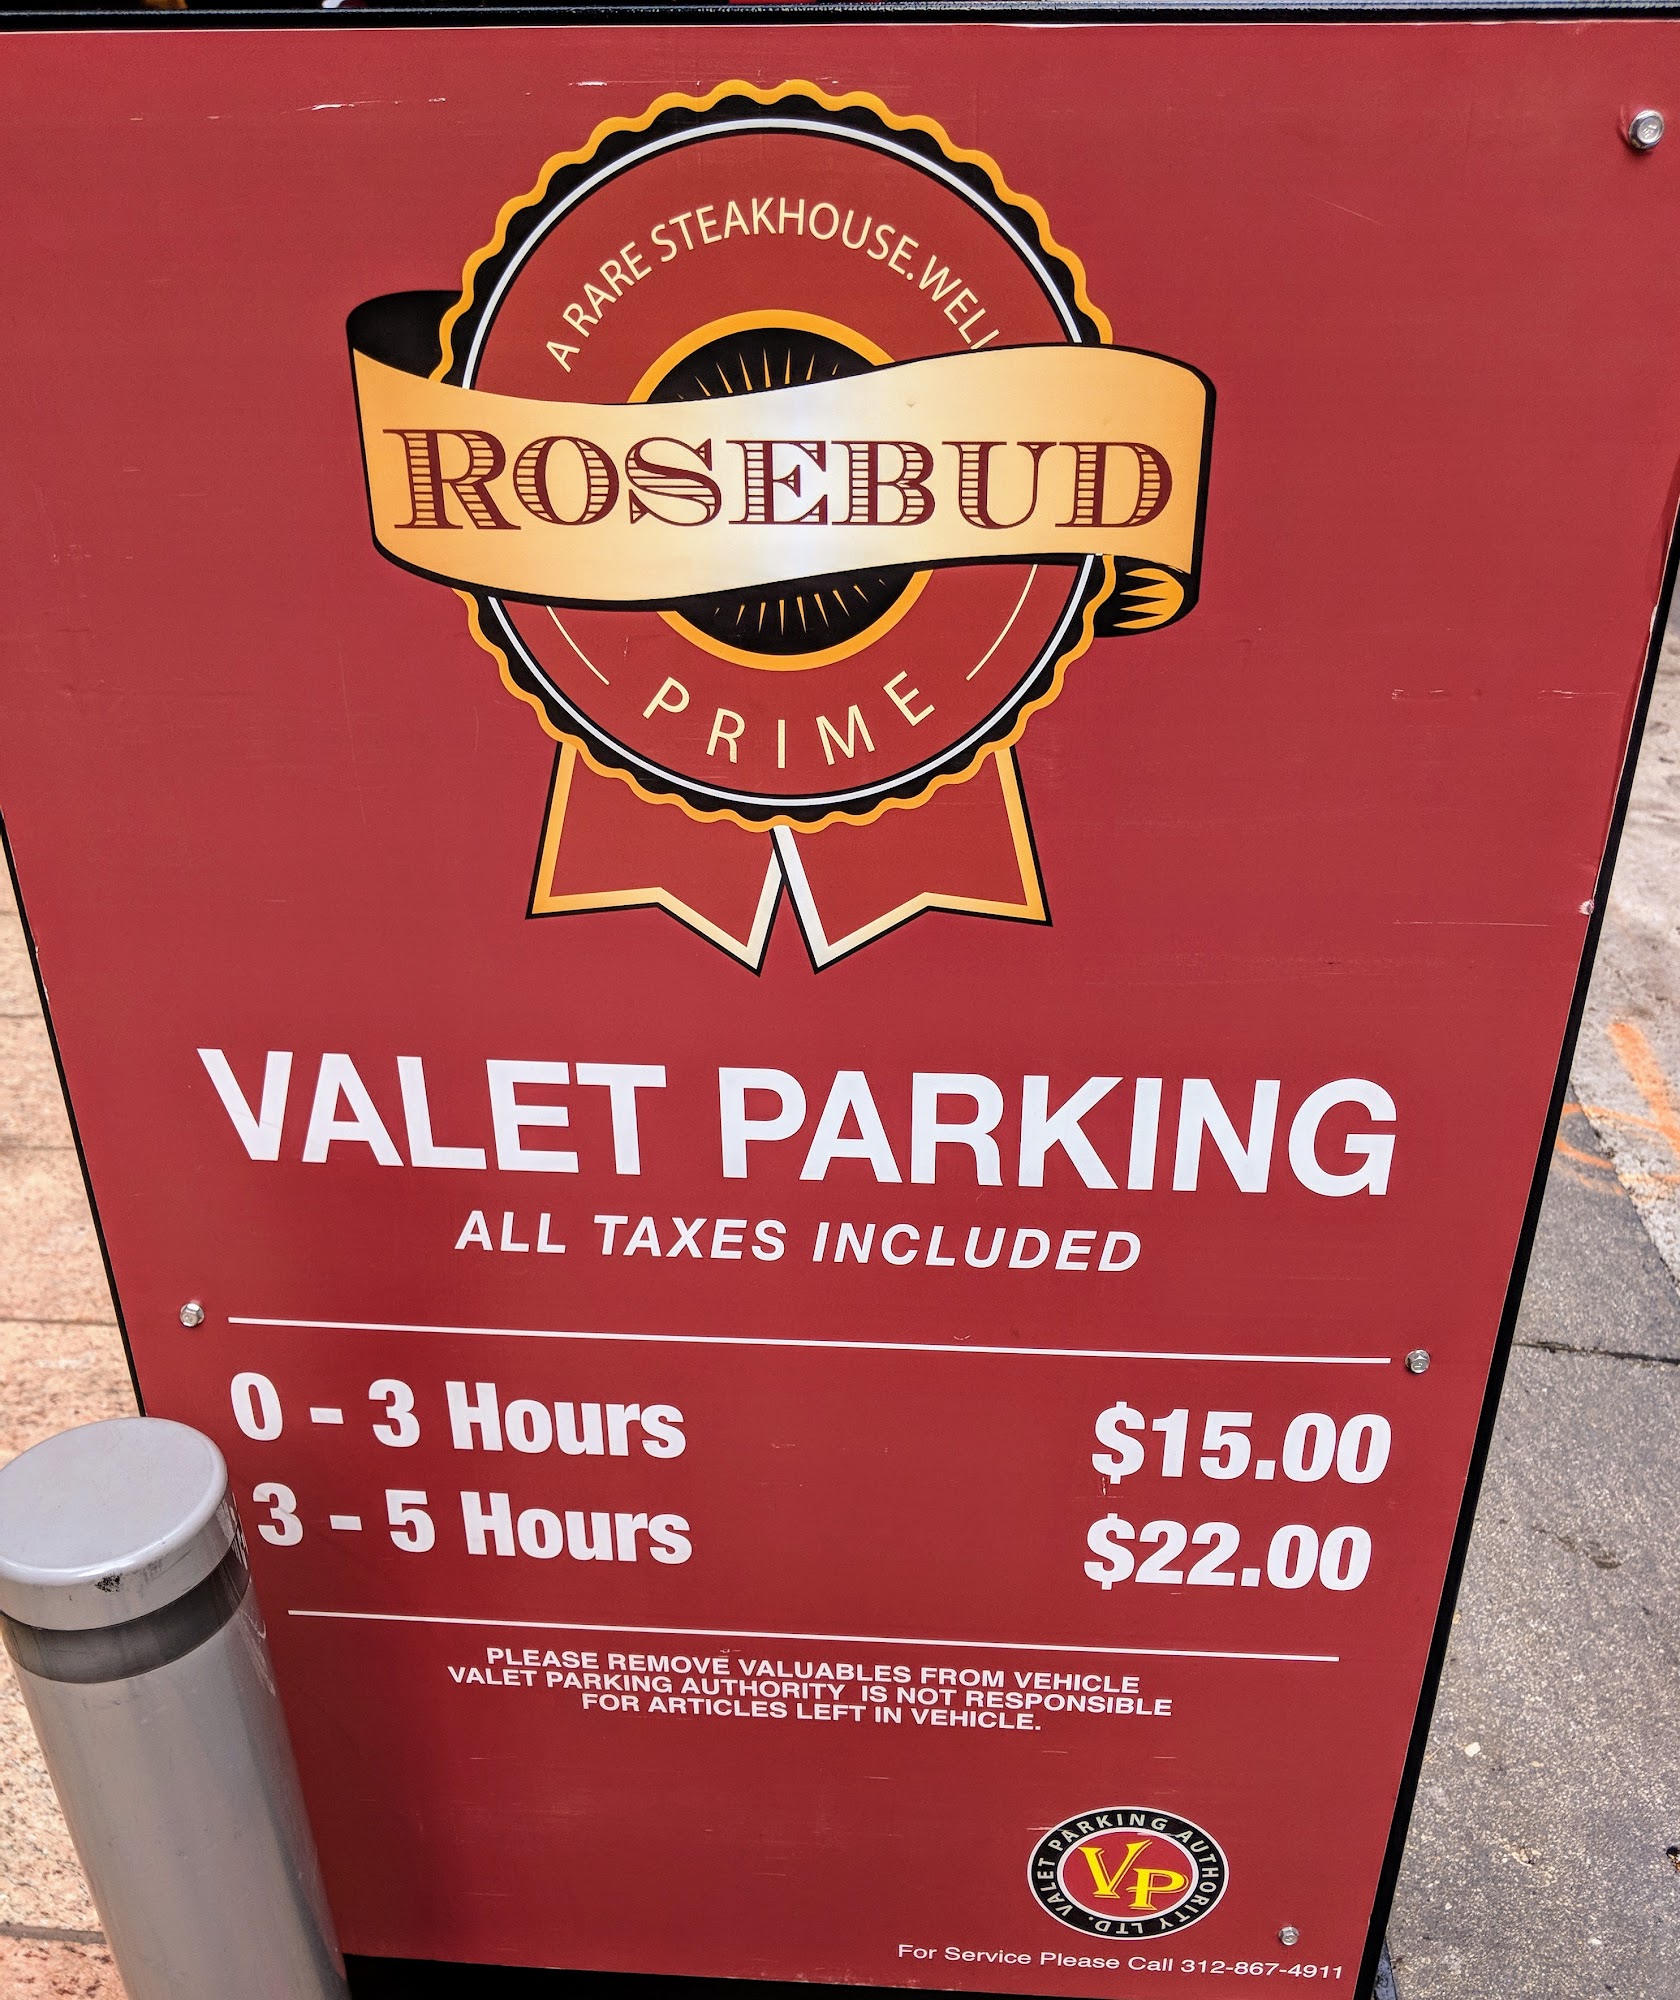 A RARE STEAKHOUSE.WELL
ROSEBUD
PRIME
VALET PARKING
ALL TAXES INCLUDED
0 - 3 Hours $15.00
3 - 5 Hours $22.00
PLEASE REMOVE VALUABLES FROM VEHICLE
VALET PARKING AUTHORITY IS NOT RESPONSIBLE
FOR ARTICLES LEFT IN VEHICLE.
VALET PARKING AUTHORITY LTD.
VP
For Service Please Call 312-867-4911